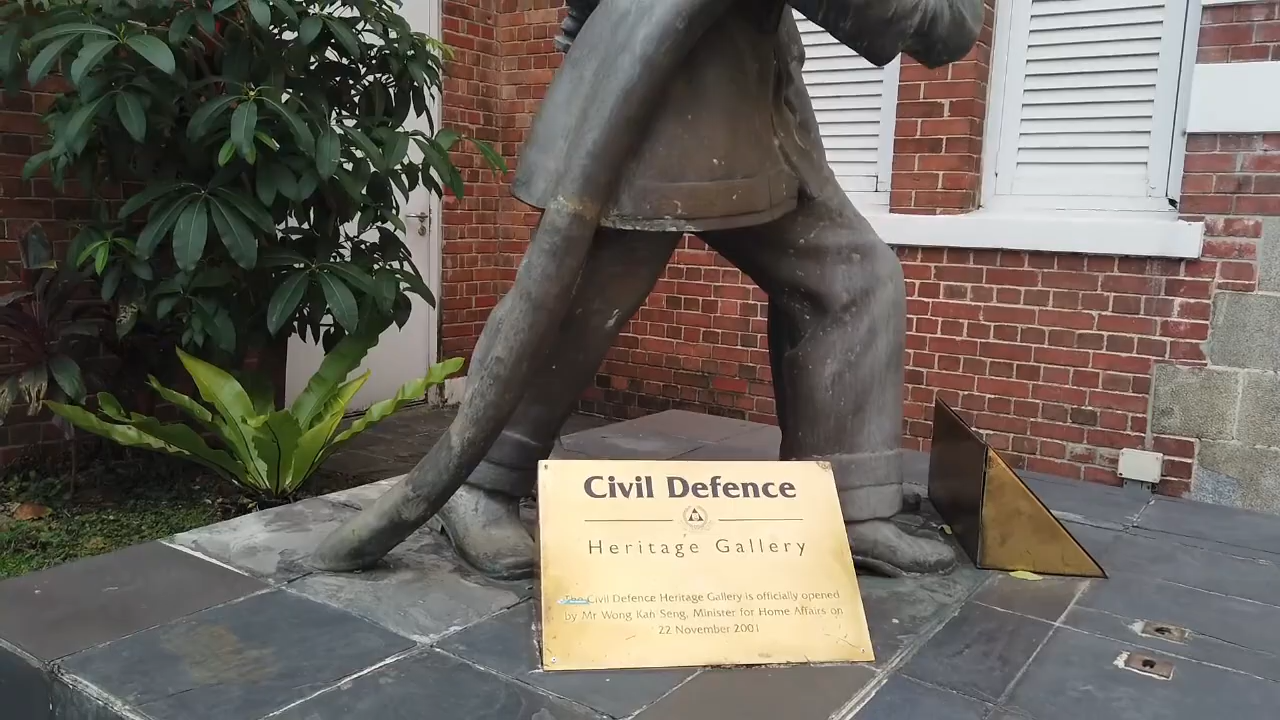 Civil Defence
Heritage Gallery
The Civil Defence Heritage Gallery is officially opened
by Mr Wong Kan Seng, Minister for Home Affairs on
22 November 2001